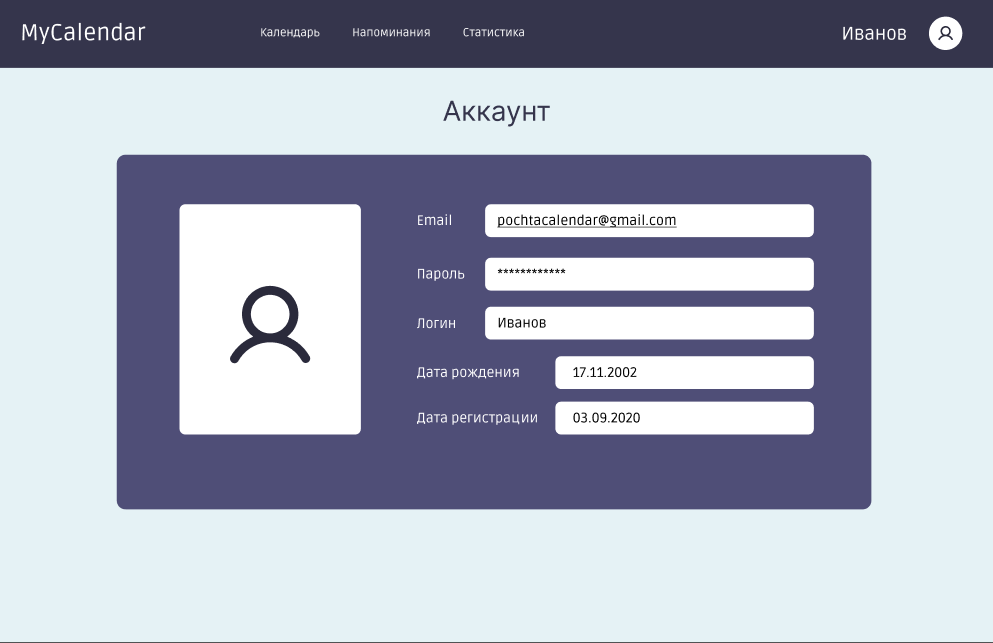 MyCalendar
Календарь
Напоминания
Статистика
Иванов
Аккаунт
Email pochtacalendar@gmail.com
Пароль ************
Логин Иванов
Дата рождения 17.11.2002
Дата регистрации 03.09.2020